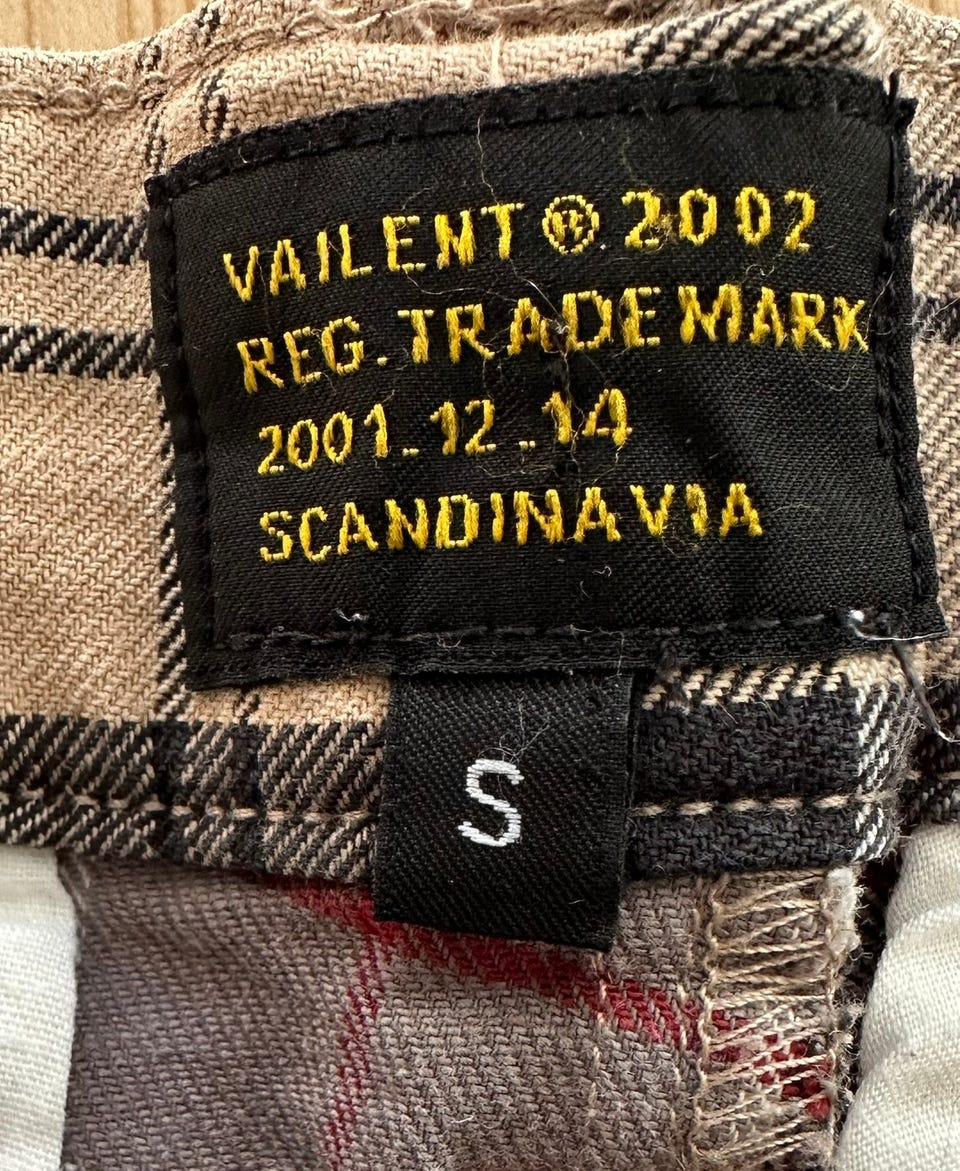 VAILENT ® 2002
REG. TRADE MARK
2001.12.14
SCANDINAVIA
S